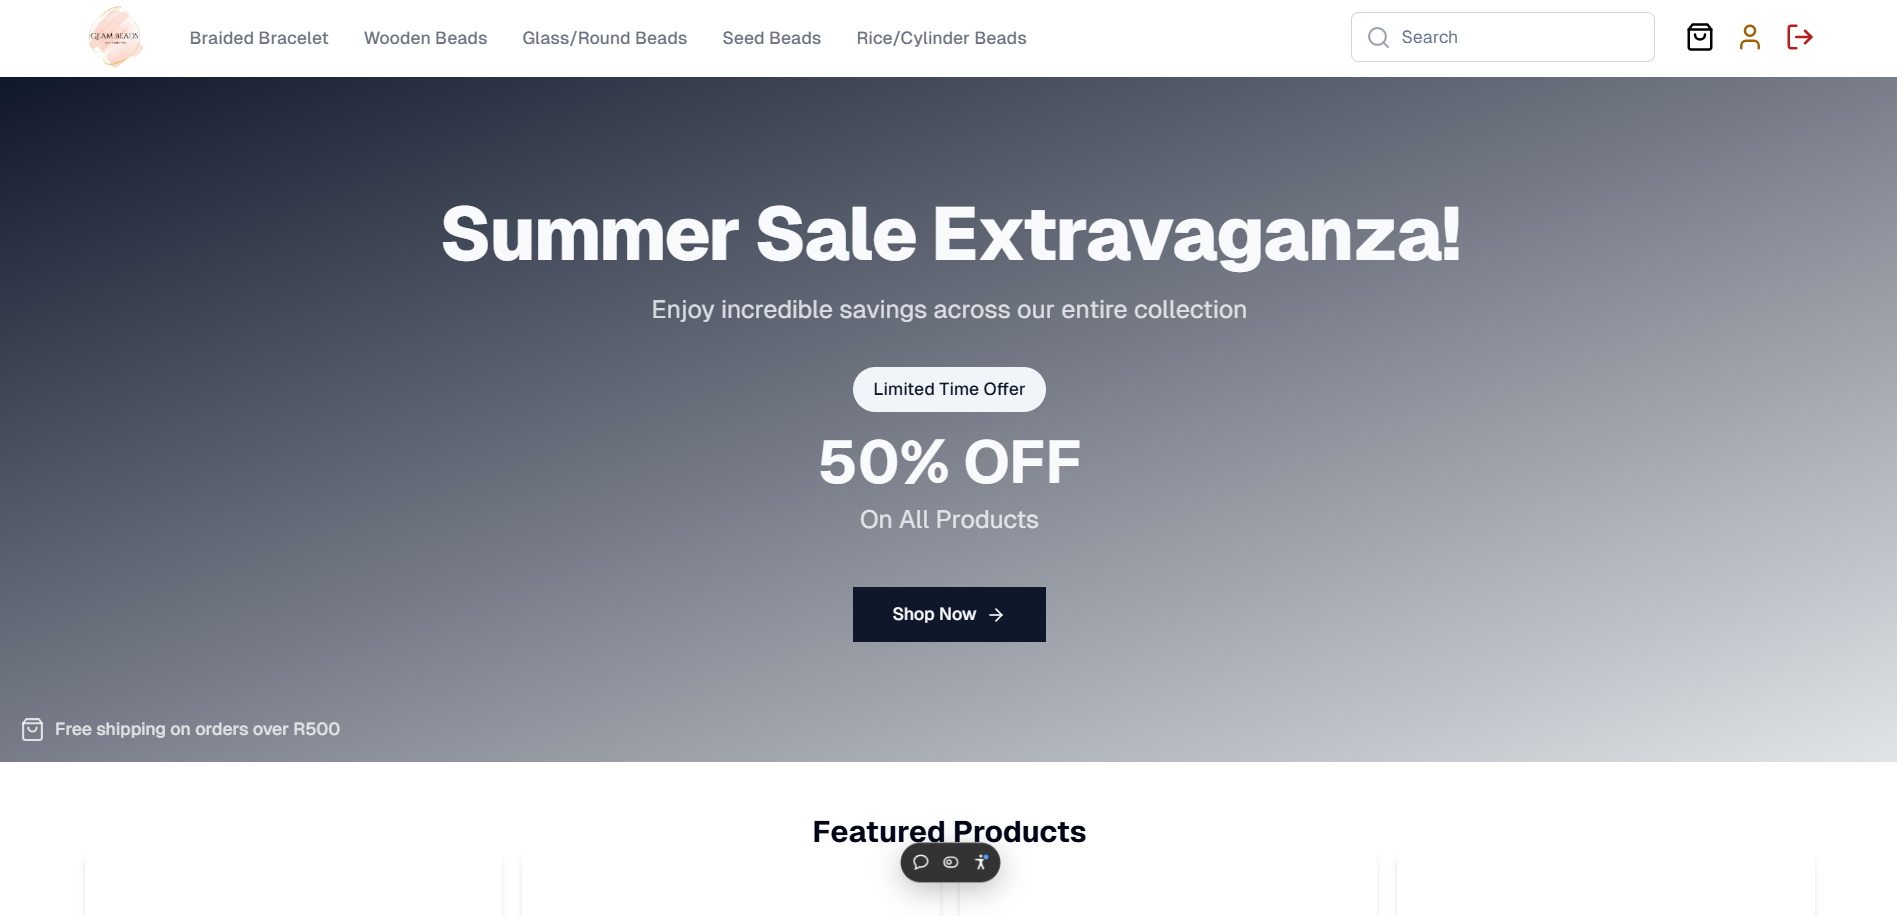 GLAM BEADS
Braided Bracelet
Wooden Beads
Glass/Round Beads
Seed Beads
Rice/Cylinder Beads
Search
Summer Sale Extravaganza!
Enjoy incredible savings across our entire collection
Limited Time Offer
50% OFF
On All Products
Shop Now
Free shipping on orders over R500
Featured Products